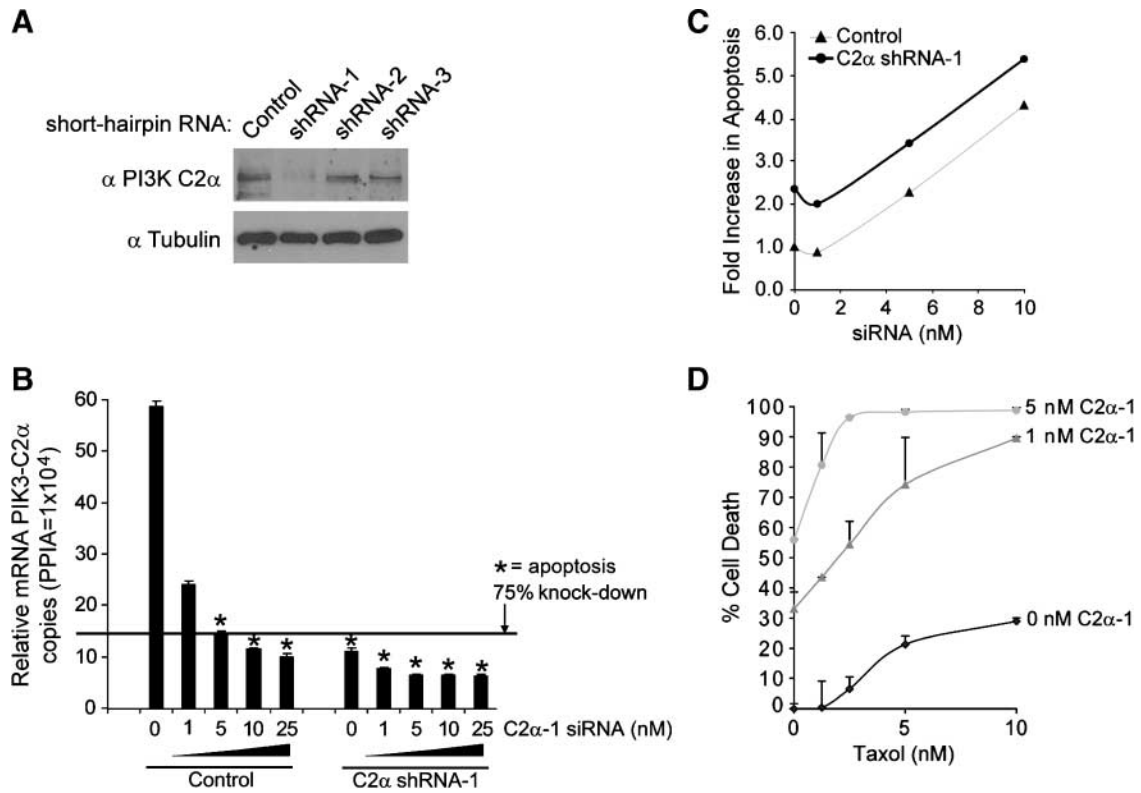 A
short-hairpin RNA:
Control
shRNA-1
shRNA-2
shRNA-3
α PI3K C2α
α Tubulin
B
Relative mRNA PIK3-C2α
copies (PPIA=1x10⁴)
60
50
40
30
20
10
0
* = apoptosis
75% knock-down
* * * * * * * *
0 1 5 10 25 0 1 5 10 25 C2α-1 siRNA (nM)
Control C2α shRNA-1
C
Fold Increase in Apoptosis
6.0
5.0
4.0
3.0
2.0
1.0
0.0
Control
C2α shRNA-1
0 2 4 6 8 10
siRNA (nM)
D
% Cell Death
100
90
80
70
60
50
40
30
20
10
0
5 nM C2α-1
1 nM C2α-1
0 nM C2α-1
0 5 10
Taxol (nM)